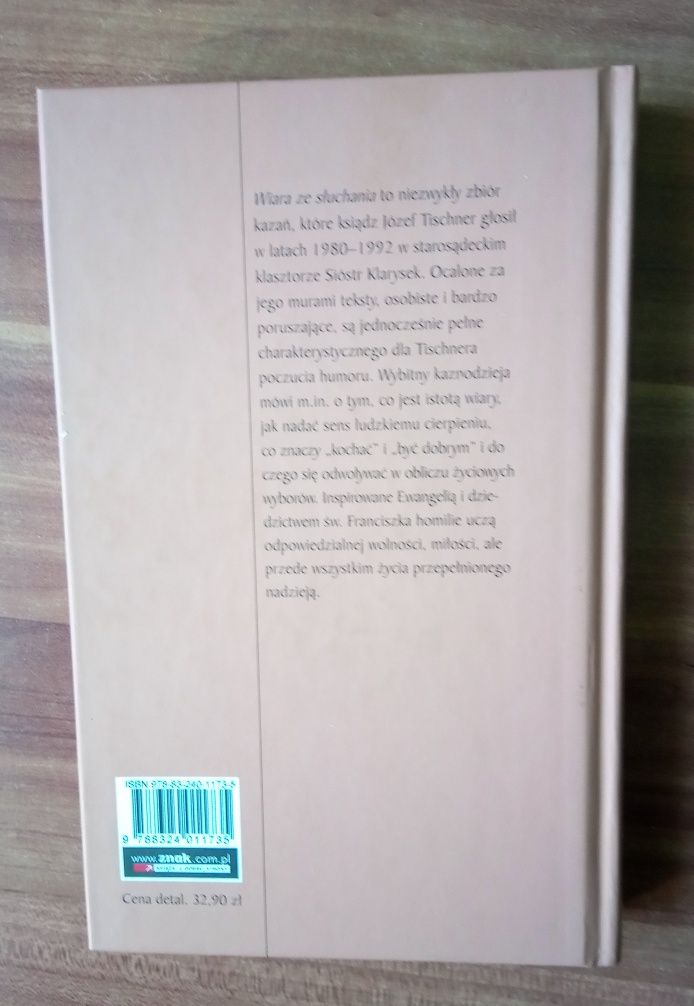 Wiara ze słuchania to niezwykły zbiór
kazań, które ksiądz Józef Tischner głosił
w latach 1980–1992 w starosądeckim
klasztorze Sióstr Klarysek. Ocalone za
jego murami teksty, osobiste i bardzo
poruszające, są jednocześnie pełne
charakterystycznego dla Tischnera
poczucia humoru. Wybitny kaznodzieja
mówi m.in. o tym, co jest istotą wiary,
jak nadać sens ludzkiemu cierpieniu,
co znaczy „kochać” i „być dobrym” i do
czego się odwoływać w obliczu życiowych
wyborów. Inspirowane Ewangelią i dzie-
dzictwem św. Franciszka homilie uczą
odpowiedzialnej wolności, miłości, ale
przede wszystkim życia przepełnionego
nadzieją.
ISBN 978-83-240-1173-5
9 788324 011735
www.znak.com.pl
Cena detal. 32,90 zł